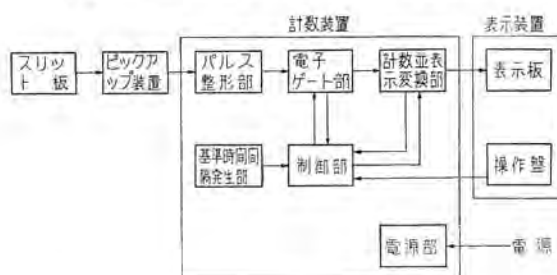 計数装置
表示装置
スリッ
ト板
ピックア
ップ装置
パルス
整形部
電子
ゲート部
計数並表
示変換部
表示板
基準時間間
隔発生部
制御部
操作盤
電源部
電源